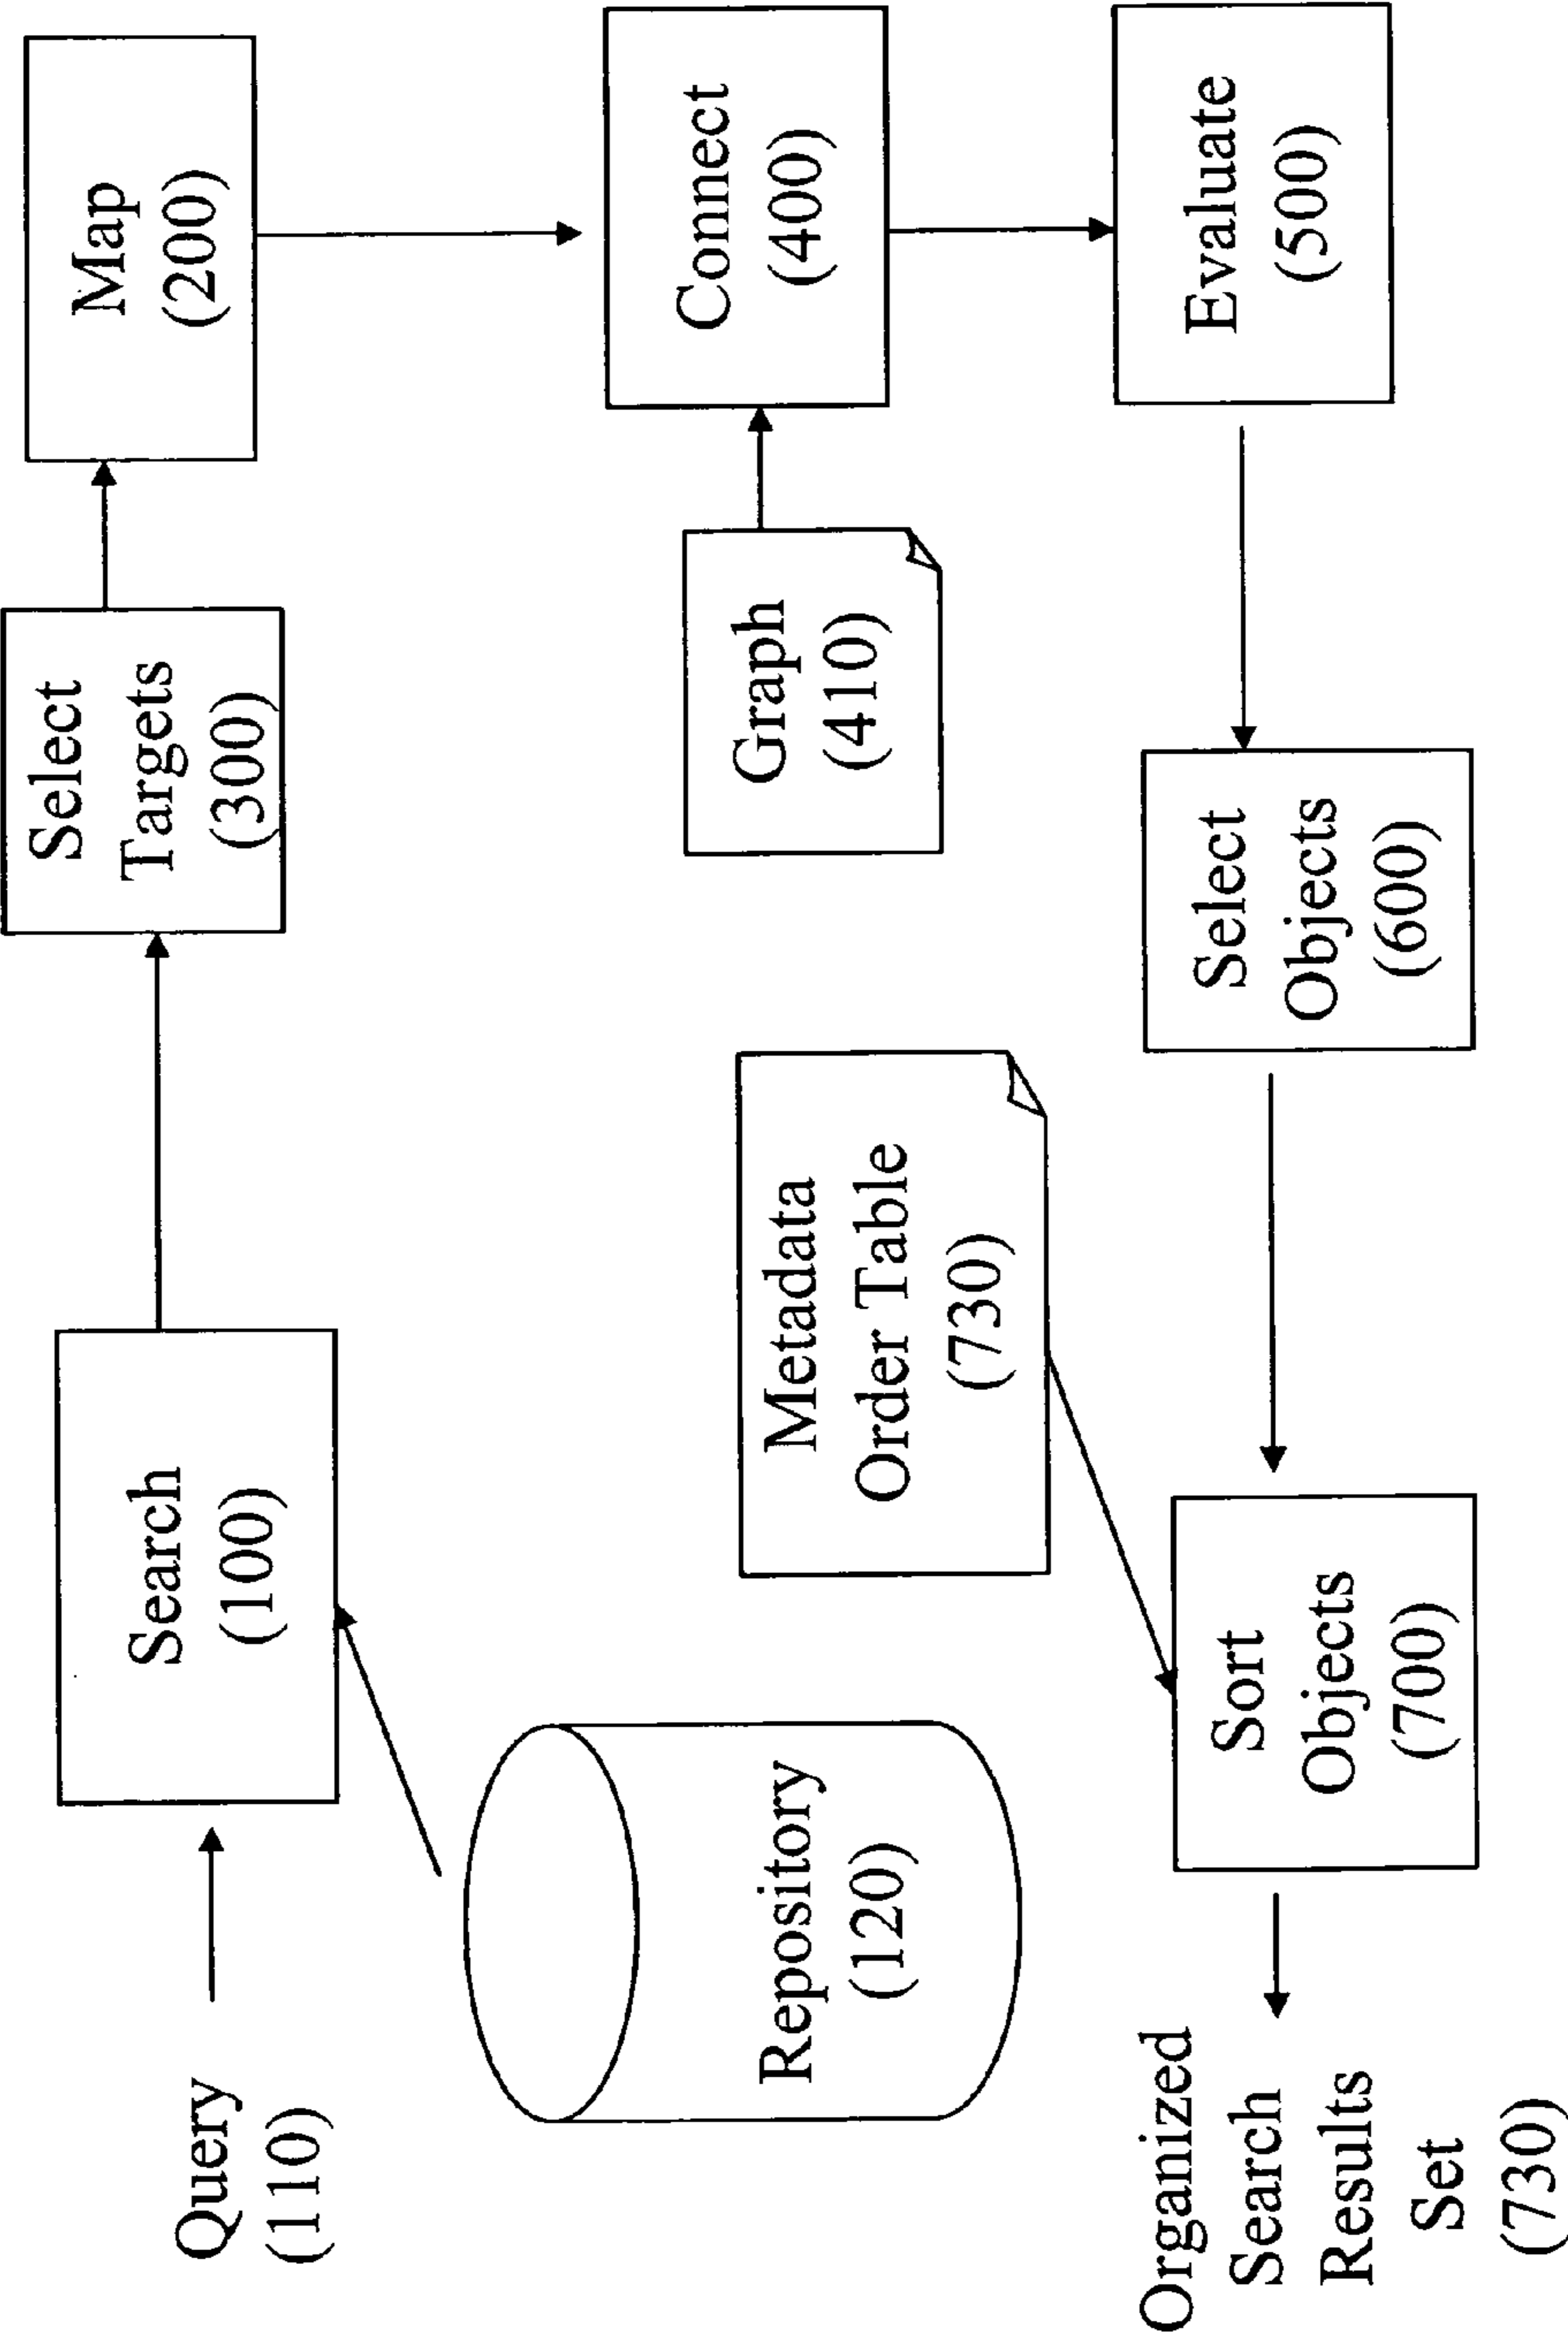 Query
(110)
Search
(100)
Select
Targets
(300)
Map
(200)
Repository
(120)
Metadata
Order Table
(730)
Graph
(410)
Connect
(400)
Organized
Search
Results
Set
(730)
Sort
Objects
(700)
Select
Objects
(600)
Evaluate
(500)